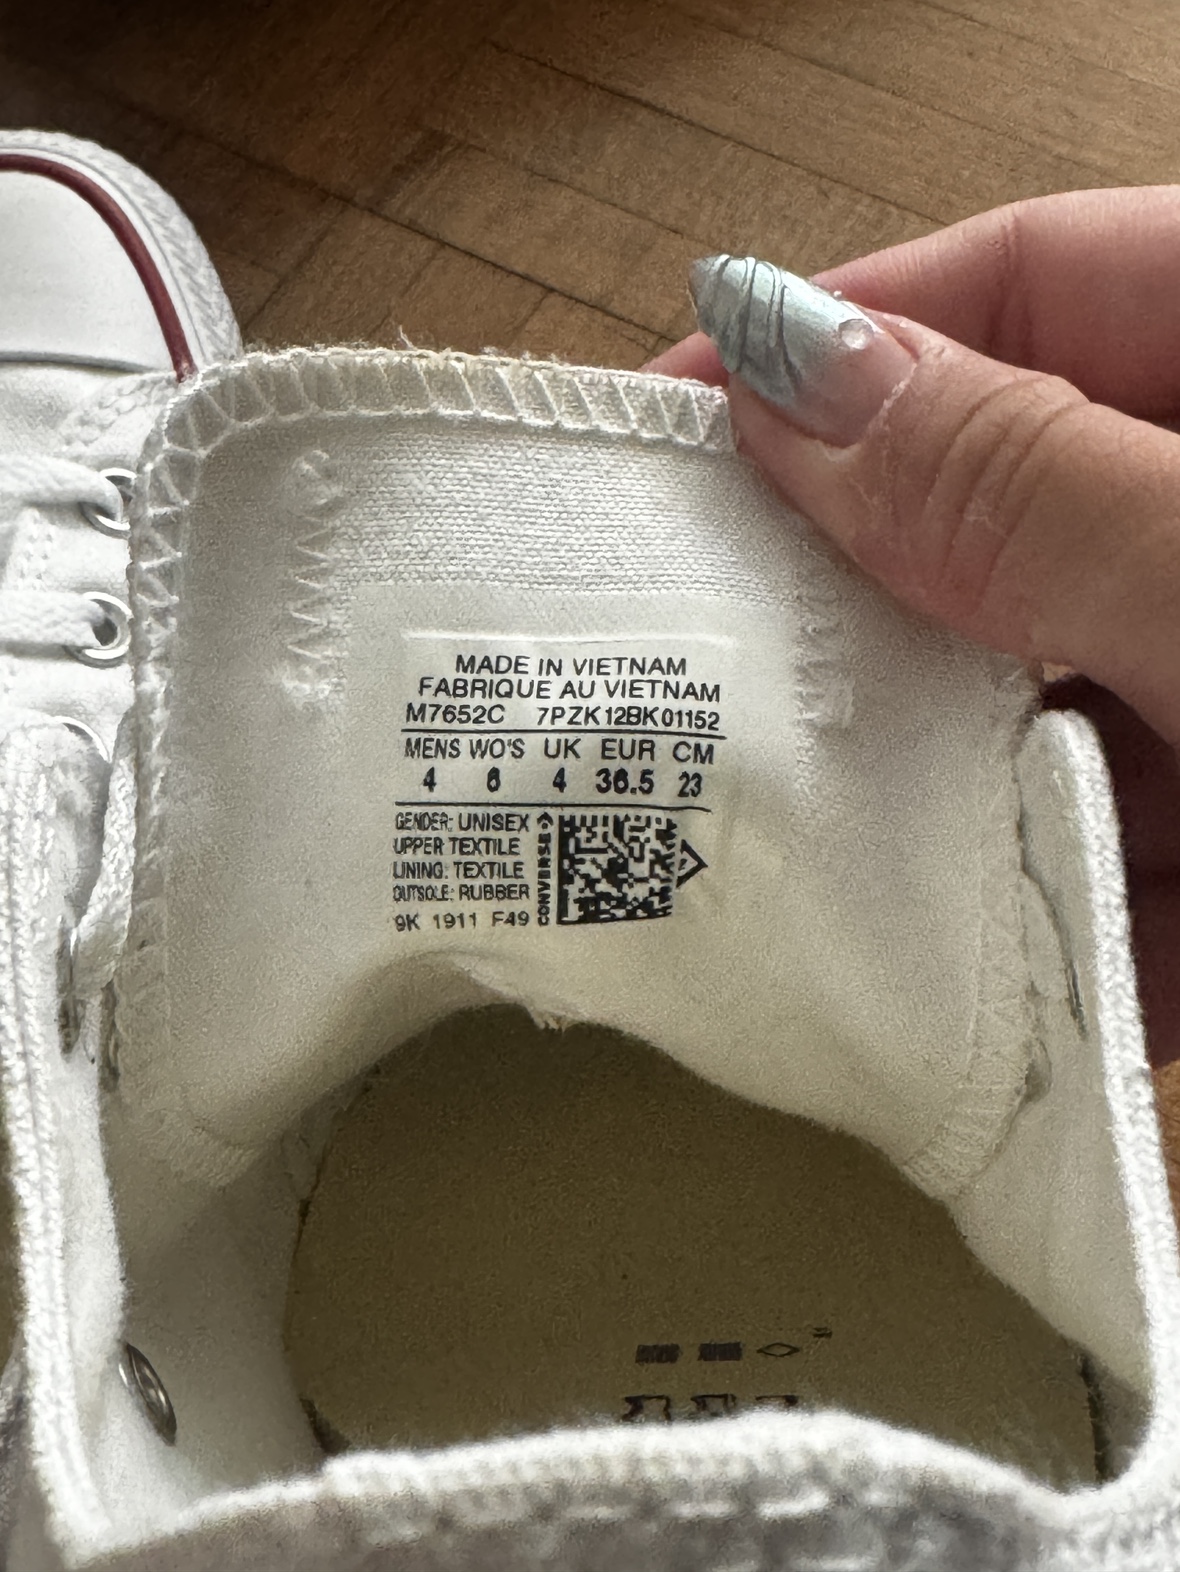 MADE IN VIETNAM
FABRIQUE AU VIETNAM
M7652C 7PZK12BK01152
MENS WO'S UK EUR CM
4 6 4 36.5 23
GENDER: UNISEX
UPPER TEXTILE
LINING: TEXTILE
OUTSOLE: RUBBER
9K 1911 F49
CONVERSE